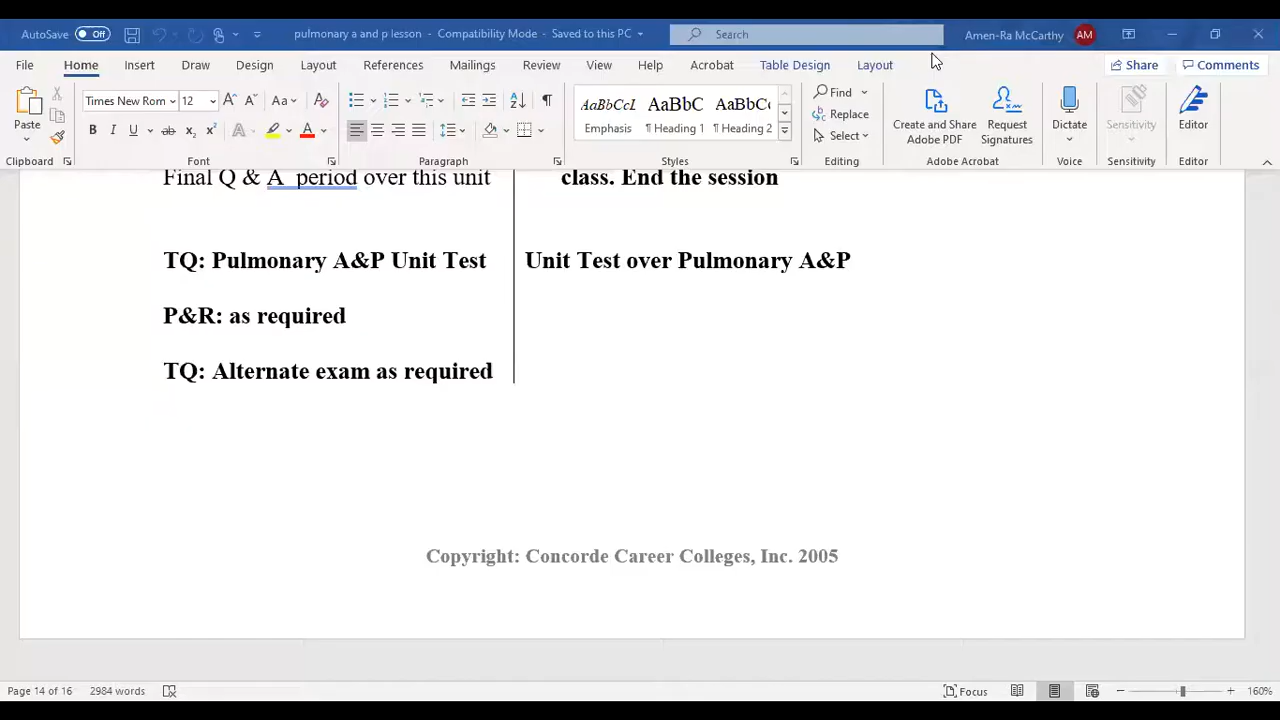 AutoSave Off pulmonary a and p lesson - Compatibility Mode - Saved to this PC Search Amen-Ra McCarthy AM
File Home Insert Draw Design Layout References Mailings Review View Help Acrobat Table Design Layout Share Comments
Paste
Clipboard
Times New Rom 12
Font
Paragraph
AaBbCcL AaBbC AaBbC
Emphasis ¶ Heading 1 ¶ Heading 2
Styles
Find
Replace
Select
Editing
Create and Share
Adobe PDF
Request
Signatures
Adobe Acrobat
Dictate
Voice
Sensitivity
Sensitivity
Editor
Editor
Final Q & A period over this unit
class. End the session
TQ: Pulmonary A&P Unit Test
Unit Test over Pulmonary A&P
P&R: as required
TQ: Alternate exam as required
Copyright: Concorde Career Colleges, Inc. 2005
Page 14 of 16 2984 words Focus 160%